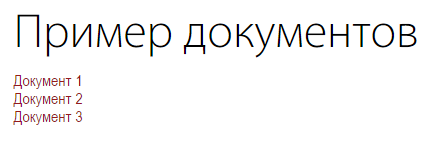 Пример документов
Документ 1
Документ 2
Документ 3